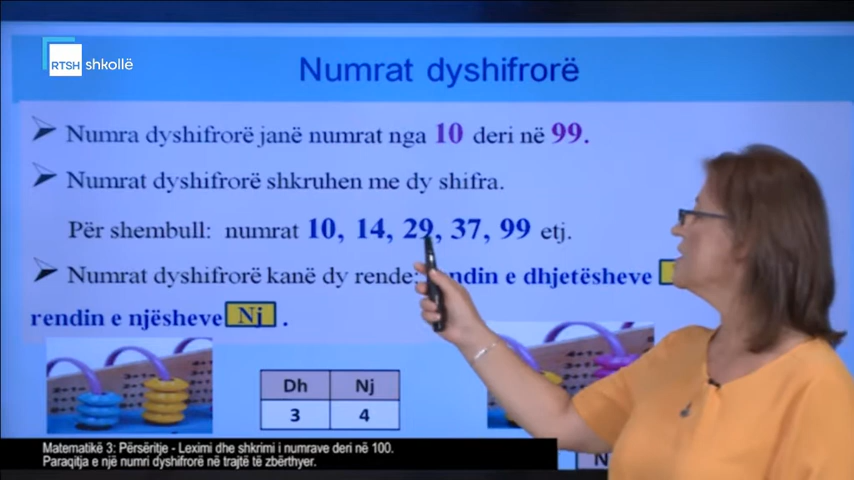 RTSH shkollë
Numrat dyshifrorë
Numra dyshifrorë janë numrat nga 10 deri në 99.
Numrat dyshifrorë shkruhen me dy shifra.
Për shembull: numrat 10, 14, 29, 37, 99 etj.
Numrat dyshifrorë kanë dy rende: e dhjetësheve
rendin e njësheve Nj .
Dh Nj
3 4
Matematikë 3: Përsëritje - Leximi dhe shkrimi i numrave deri në 100.
Paraqitja e një numri dyshifrorë në trajtë të zbërthyer.